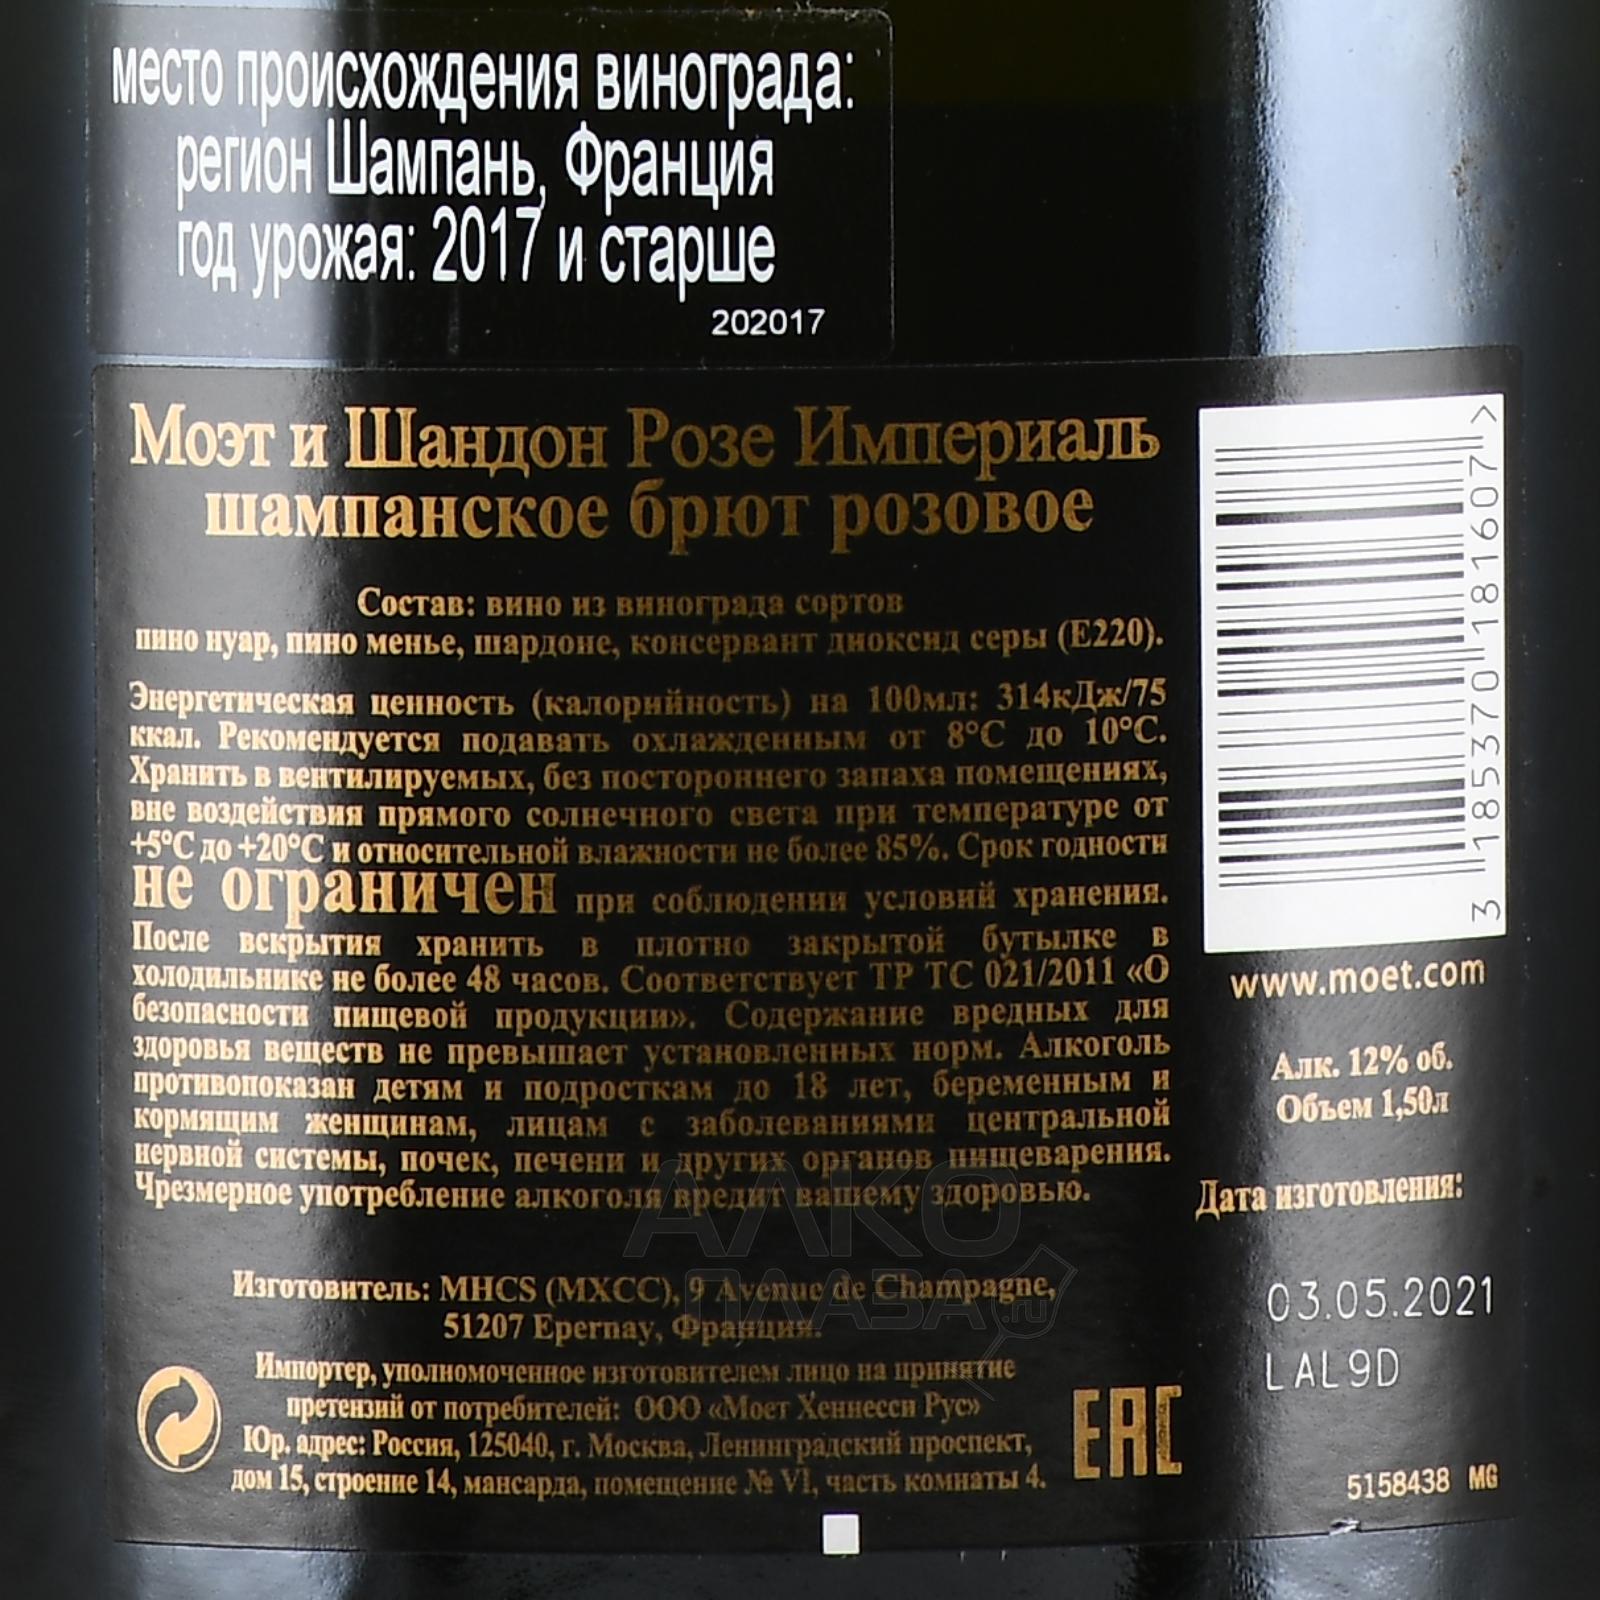 место происхождения винограда:
регион Шампань, Франция
год урожая: 2017 и старше
202017
Моэт и Шандон Розе Империаль
шампанское брют розовое
Состав: вино из винограда сортов
пино нуар, пино менье, шардоне, консервант диоксид серы (Е220).
Энергетическая ценность (калорийность) на 100мл: 314кДж/75
ккал. Рекомендуется подавать охлажденным от 8°С до 10°С.
Хранить в вентилируемых, без постороннего запаха помещениях,
вне воздействия прямого солнечного света при температуре от
+5°С до +20°С и относительной влажности не более 85%. Срок годности
не ограничен при соблюдении условий хранения.
После вскрытия хранить в плотно закрытой бутылке в
холодильнике не более 48 часов. Соответствует ТР ТС 021/2011 «О
безопасности пищевой продукции». Содержание вредных для
здоровья веществ не превышает установленных норм. Алкоголь
противопоказан детям и подросткам до 18 лет, беременным и
кормящим женщинам, лицам с заболеваниями центральной
нервной системы, почек, печени и других органов пищеварения.
Чрезмерное употребление алкоголя вредит вашему здоровью.
Изготовитель: MHCS (МХСС), 9 Avenue de Champagne,
51207 Epernay, Франция.
Импортер, уполномоченное изготовителем лицо на принятие
претензий от потребителей: ООО «Моет Хеннесси Рус»
Юр. адрес: Россия, 125040, г. Москва, Ленинградский проспект,
дом 15, строение 14, мансарда, помещение № VI, часть комнаты 4.
EAC
3 185370 181607 >
www.moet.com
Алк. 12% об.
Объем 1,50л
Дата изготовления:
03.05.2021
LAL9D
5158438 MG
АЛКО
ПЛАЗА.ru